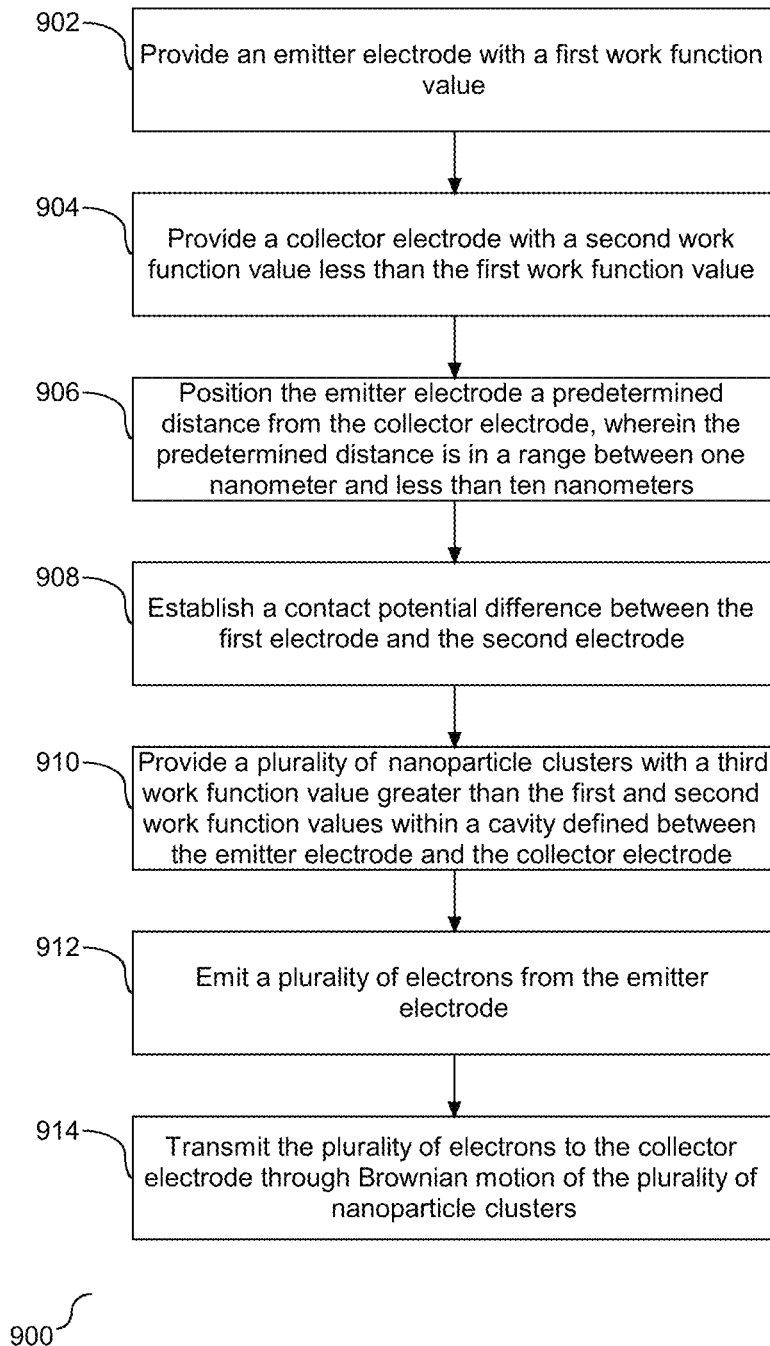 902
Provide an emitter electrode with a first work function
value
904
Provide a collector electrode with a second work
function value less than the first work function value
906
Position the emitter electrode a predetermined
distance from the collector electrode, wherein the
predetermined distance is in a range between one
nanometer and less than ten nanometers
908
Establish a contact potential difference between the
first electrode and the second electrode
910
Provide a plurality of nanoparticle clusters with a third
work function value greater than the first and second
work function values within a cavity defined between
the emitter electrode and the collector electrode
912
Emit a plurality of electrons from the emitter
electrode
914
Transmit the plurality of electrons to the collector
electrode through Brownian motion of the plurality of
nanoparticle clusters
900